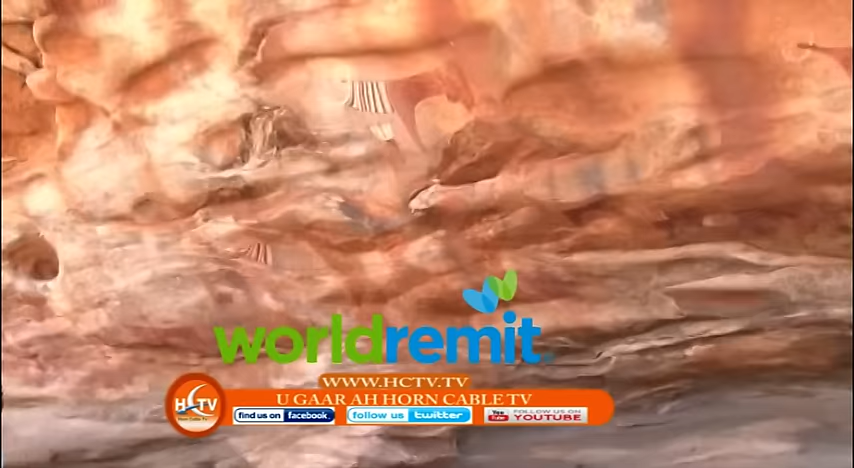 worldremit
WWW.HCTV.TV
HCTV
U GAAR AH HORN CABLE TV
find us on facebook
follow us twitter
You Tube FOLLOW US ON YOUTUBE